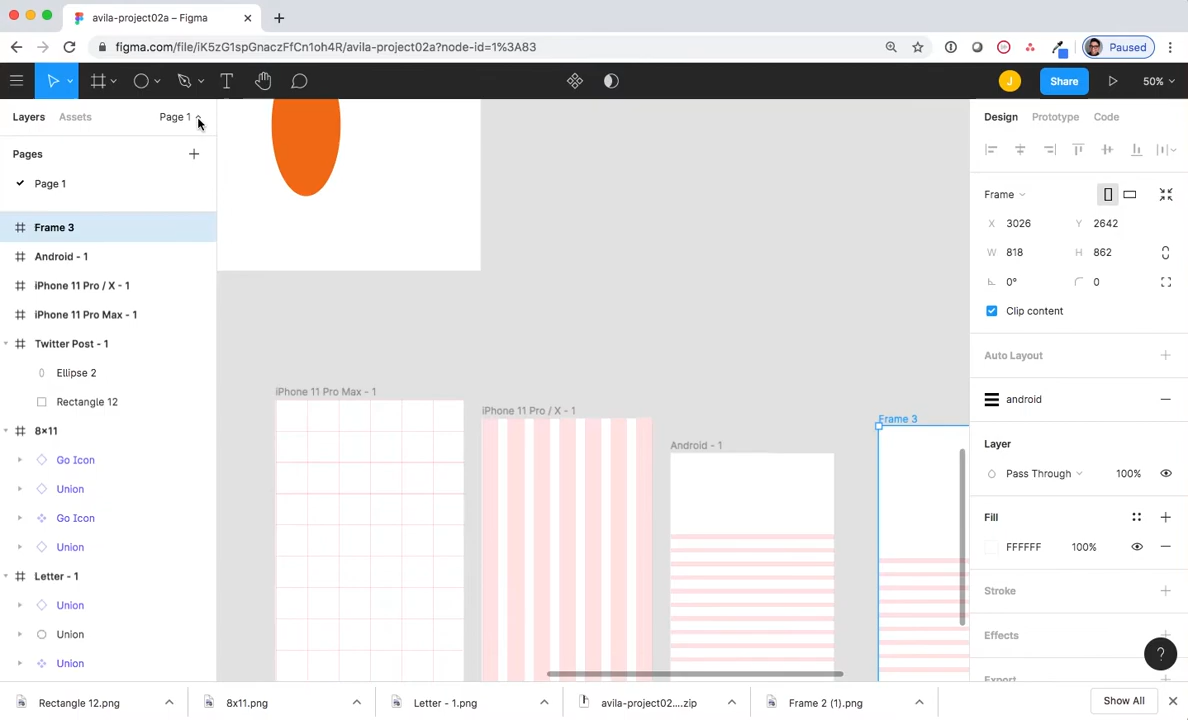 avila-project02a – Figma
figma.com/file/iK5zG1spGnaczFfCn1oh4R/avila-project02a?node-id=1%3A83
Paused
J
Share
50%
Layers
Assets
Page 1
Pages
Page 1
Frame 3
Android - 1
iPhone 11 Pro / X - 1
iPhone 11 Pro Max - 1
Twitter Post - 1
Ellipse 2
Rectangle 12
8×11
Go Icon
Union
Go Icon
Union
Letter - 1
Union
Union
Union
iPhone 11 Pro Max - 1
iPhone 11 Pro / X - 1
Android - 1
Frame 3
Design
Prototype
Code
Frame
X 3026
Y 2642
W 818
H 862
0°
0
Clip content
Auto Layout
android
Layer
Pass Through
100%
Fill
FFFFFF
100%
Stroke
Effects
Export
?
Rectangle 12.png
8x11.png
Letter - 1.png
avila-project02....zip
Frame 2 (1).png
Show All